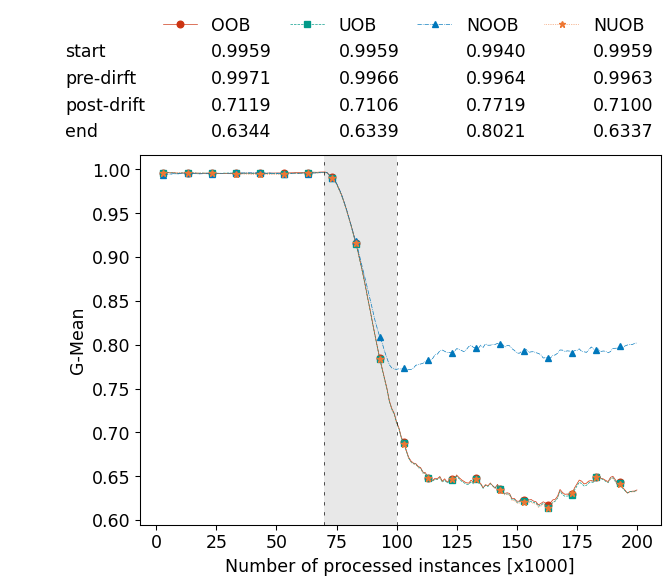 OOB UOB NOOB NUOB
start 0.9959 0.9959 0.9940 0.9959
pre-dirft 0.9971 0.9966 0.9964 0.9963
post-drift 0.7119 0.7106 0.7719 0.7100
end 0.6344 0.6339 0.8021 0.6337
1.00
0.95
0.90
0.85
0.80
0.75
0.70
0.65
0.60
G-Mean
0 25 50 75 100 125 150 175 200
Number of processed instances [x1000]